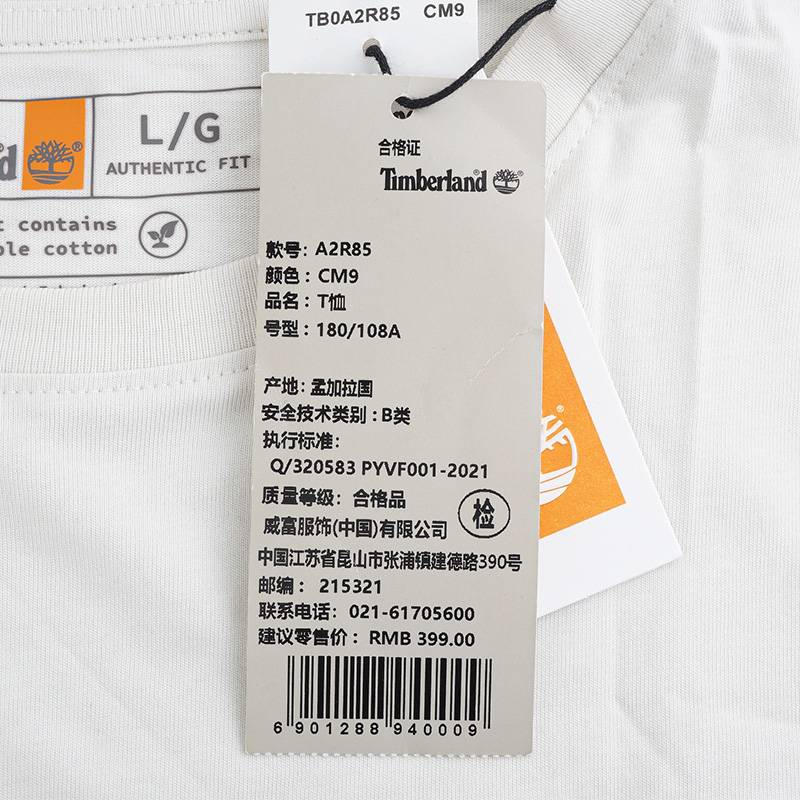 TB0A2R85 CM9
L/G
AUTHENTIC FIT
contains
cotton
合格证
Timberland
款号: A2R85
颜色: CM9
品名: T恤
号型: 180/108A
产地: 孟加拉国
安全技术类别: B类
执行标准:
Q/320583 PYVF001-2021
质量等级: 合格品
检
威富服饰(中国)有限公司
中国江苏省昆山市张浦镇建德路390号
邮编: 215321
联系电话: 021-61705600
建议零售价: RMB 399.00
6901288940009